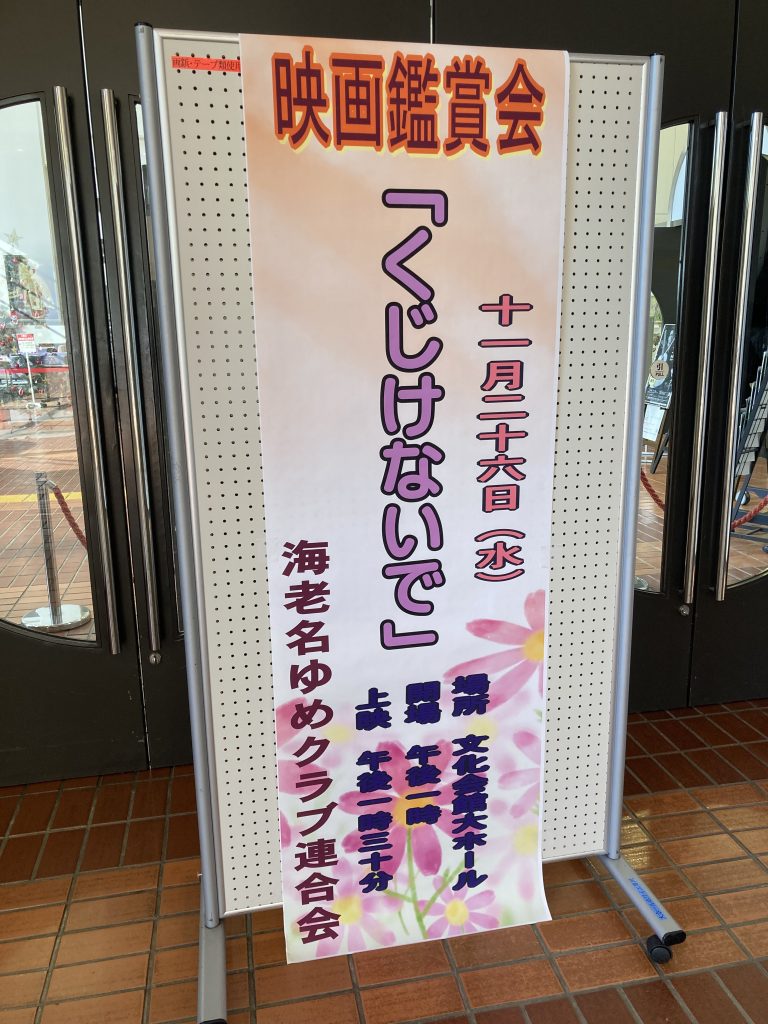 映画鑑賞会
十一月二十六日（水）
「くじけないで」
場所　文化会館大ホール
開場　午後一時
上映　午後一時三十分
海老名ゆめクラブ連合会
引
PULL